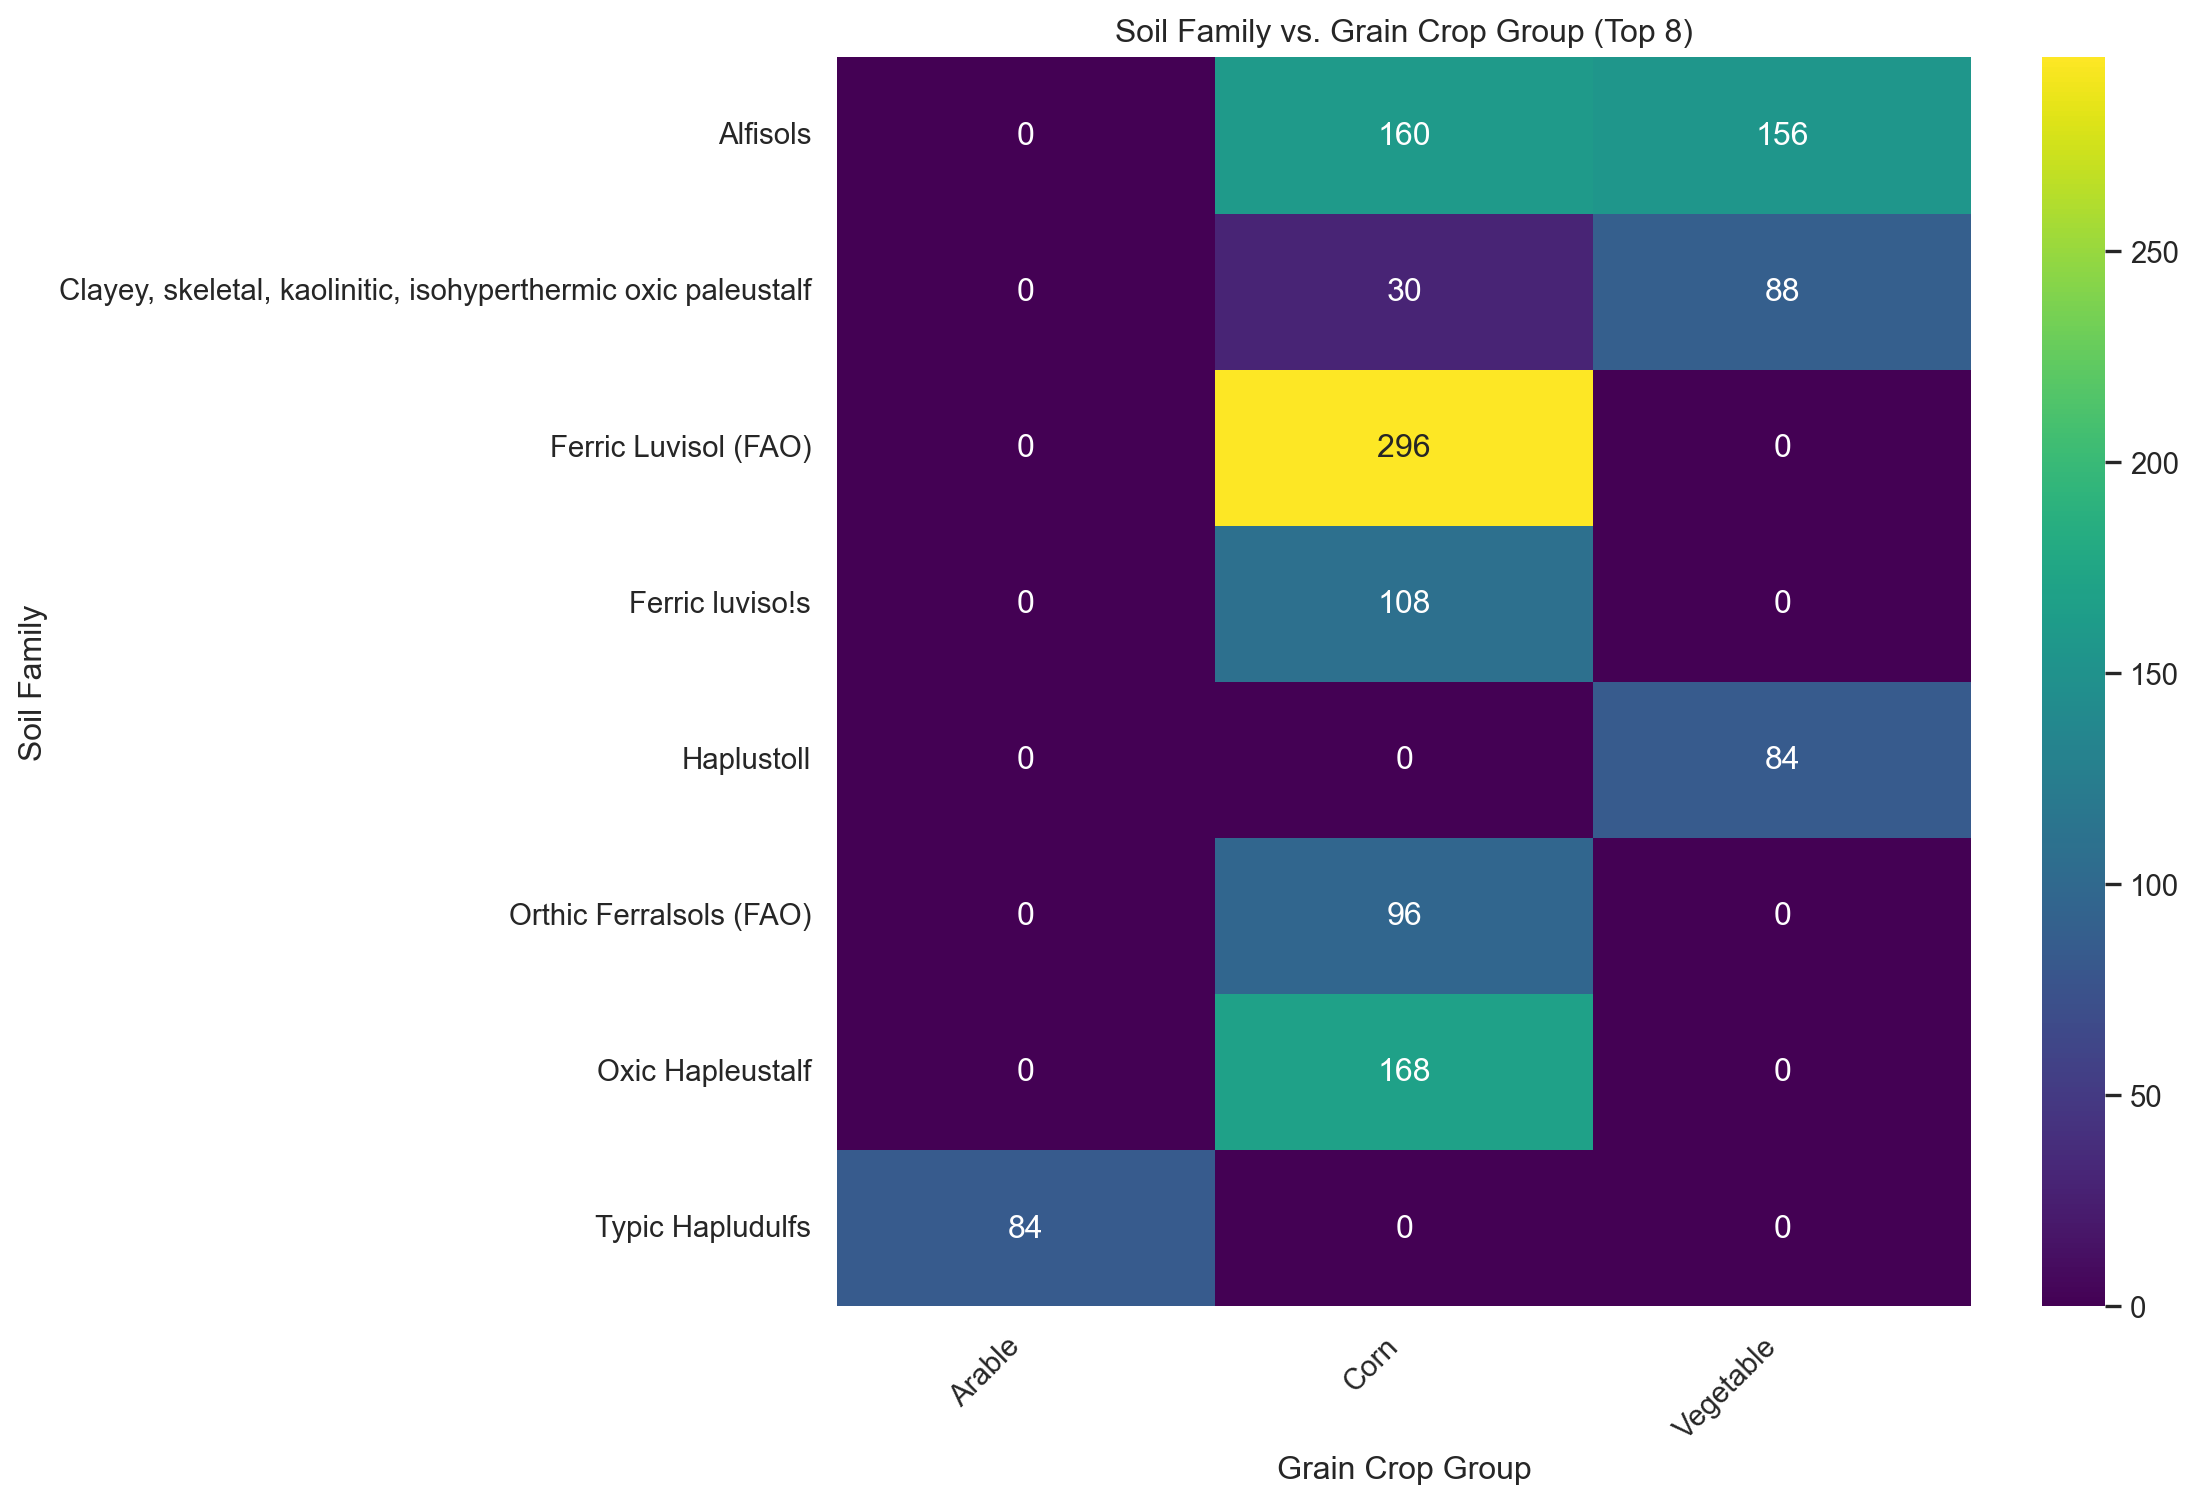 Soil Family vs. Grain Crop Group (Top 8)
Alfisols 0 160 156
Clayey, skeletal, kaolinitic, isohyperthermic oxic paleustalf 0 30 88
Ferric Luvisol (FAO) 0 296 0
Ferric luviso!s 0 108 0
Haplustoll 0 0 84
Orthic Ferralsols (FAO) 0 96 0
Oxic Hapleustalf 0 168 0
Typic Hapludulfs 84 0 0
Soil Family
Arable Corn Vegetable
Grain Crop Group
250
200
150
100
50
0